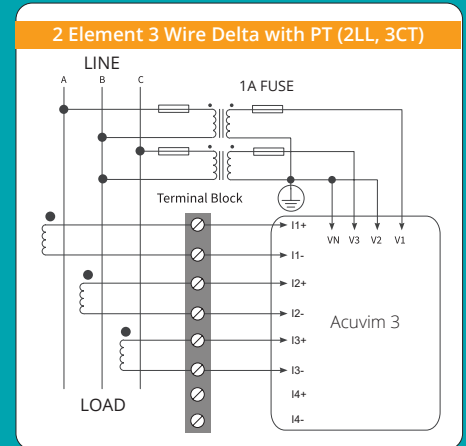 2 Element 3 Wire Delta with PT (2LL, 3CT)
LINE
A B C
1A FUSE
Terminal Block
I1+
VN V3 V2 V1
I1-
I2+
I2-
Acuvim 3
I3+
I3-
I4+
LOAD
I4-